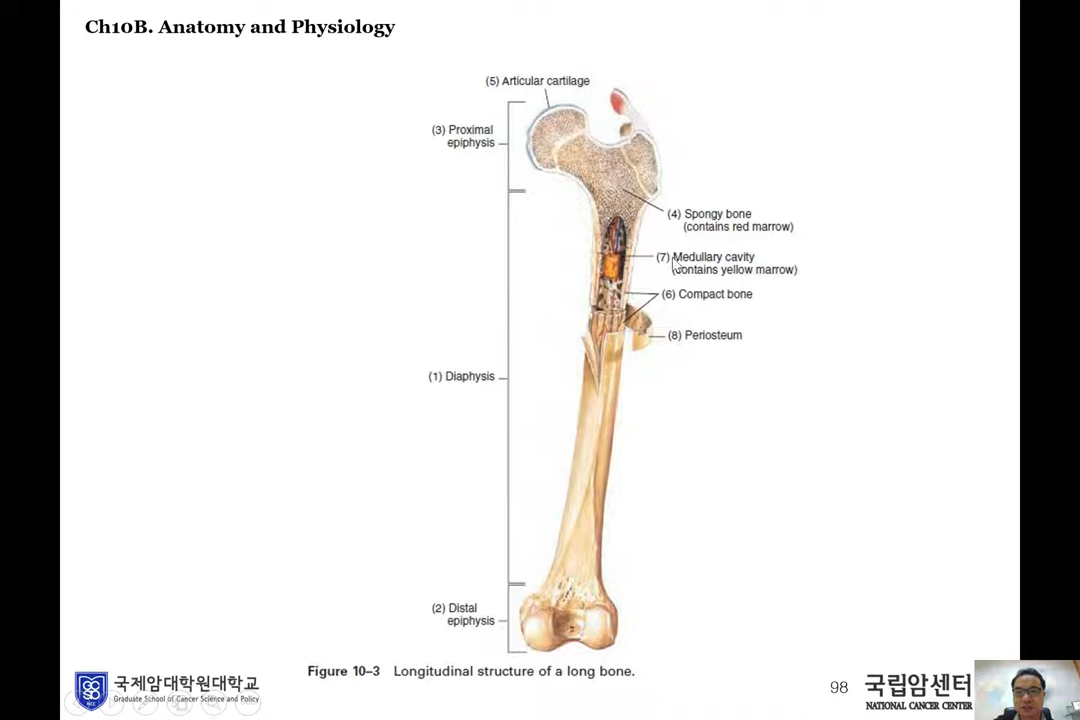 Ch10B. Anatomy and Physiology
(5) Articular cartilage
(3) Proximal
epiphysis
(4) Spongy bone
(contains red marrow)
(7) Medullary cavity
(contains yellow marrow)
(6) Compact bone
(8) Periosteum
(1) Diaphysis
(2) Distal
epiphysis
Figure 10–3 Longitudinal structure of a long bone.
국제암대학원대학교
Graduate School of Cancer Science and Policy
NCC
98
국립암센터
NATIONAL CANCER CENTER